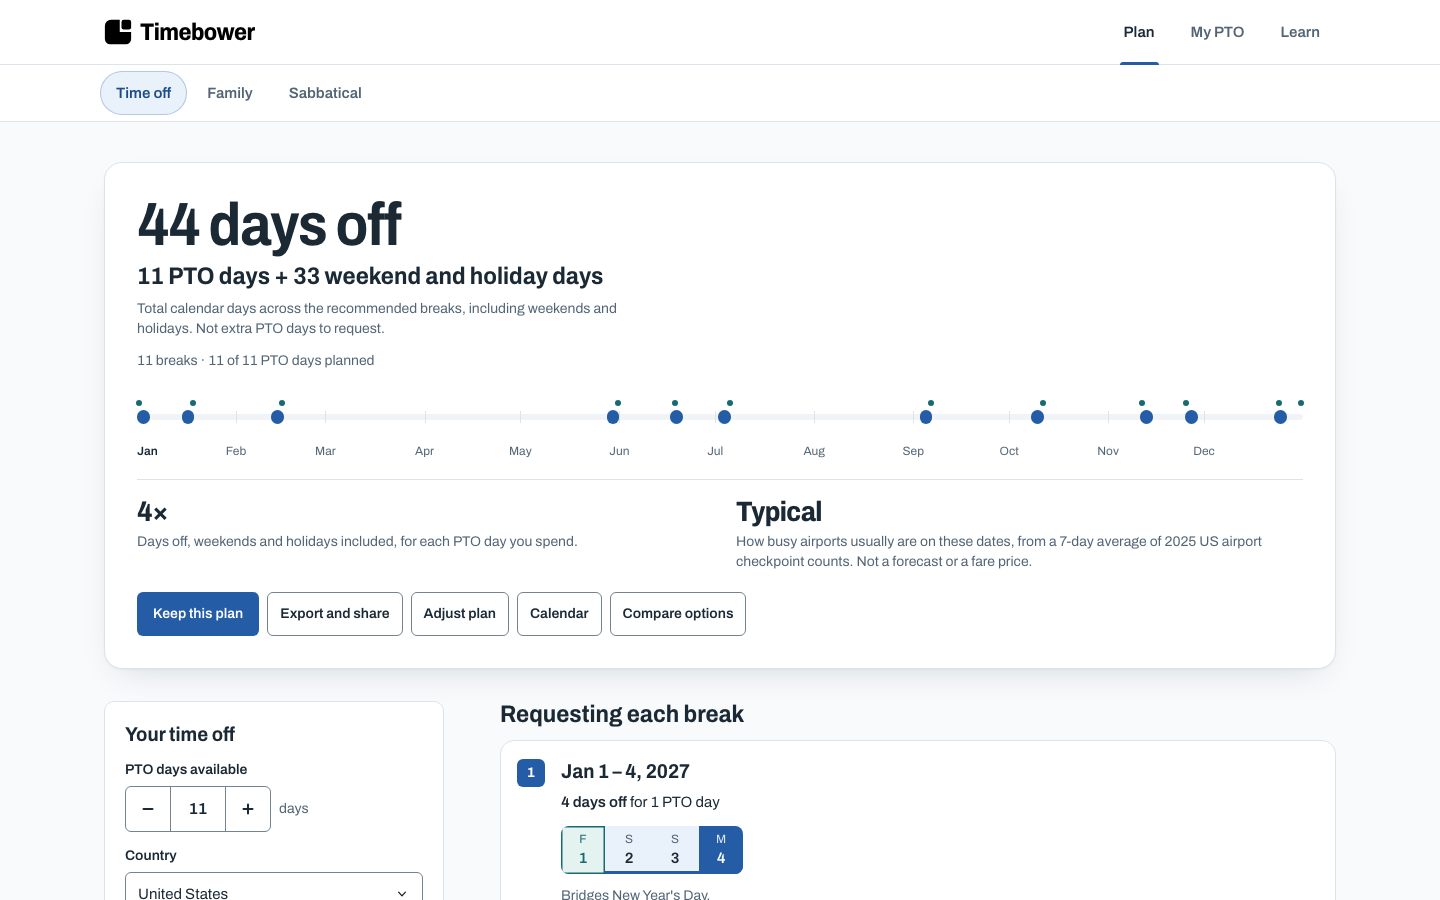 Timebower
Plan
My PTO
Learn
Time off
Family
Sabbatical
44 days off
11 PTO days + 33 weekend and holiday days
Total calendar days across the recommended breaks, including weekends and
holidays. Not extra PTO days to request.
11 breaks · 11 of 11 PTO days planned
Jan Feb Mar Apr May Jun Jul Aug Sep Oct Nov Dec
4×
Days off, weekends and holidays included, for each PTO day you spend.
Typical
How busy airports usually are on these dates, from a 7-day average of 2025 US airport
checkpoint counts. Not a forecast or a fare price.
Keep this plan
Export and share
Adjust plan
Calendar
Compare options
Your time off
PTO days available
− 11 + days
Country
United States
Requesting each break
1
Jan 1 – 4, 2027
4 days off for 1 PTO day
F S S M
1 2 3 4
Bridges New Year's Day.